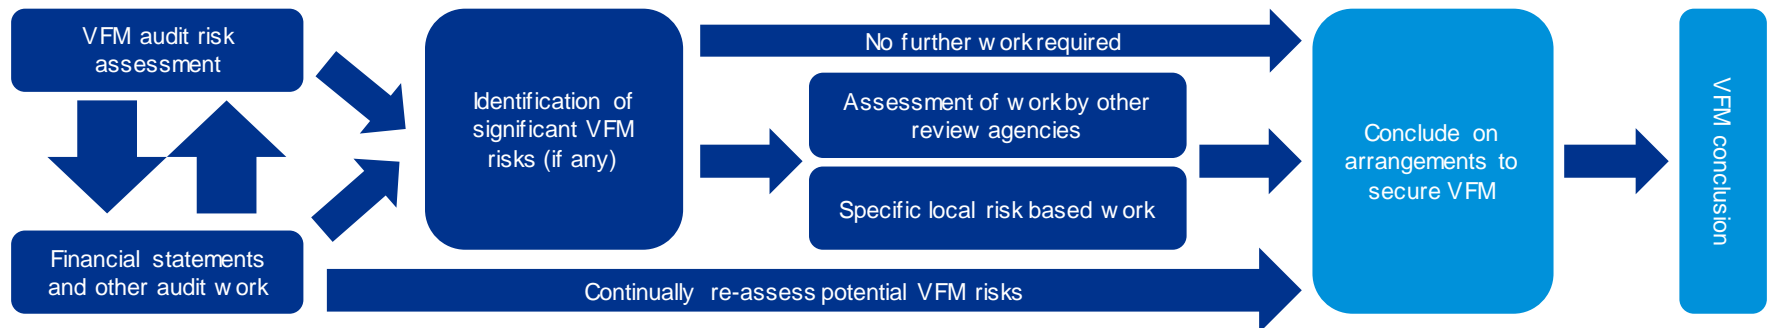 VFM audit risk
assessment
Financial statements
and other audit work
Identification of
significant VFM
risks (if any)
No further work required
Assessment of work by other
review agencies
Specific local risk based work
Continually re-assess potential VFM risks
Conclude on
arrangements to
secure VFM
VFM conclusion